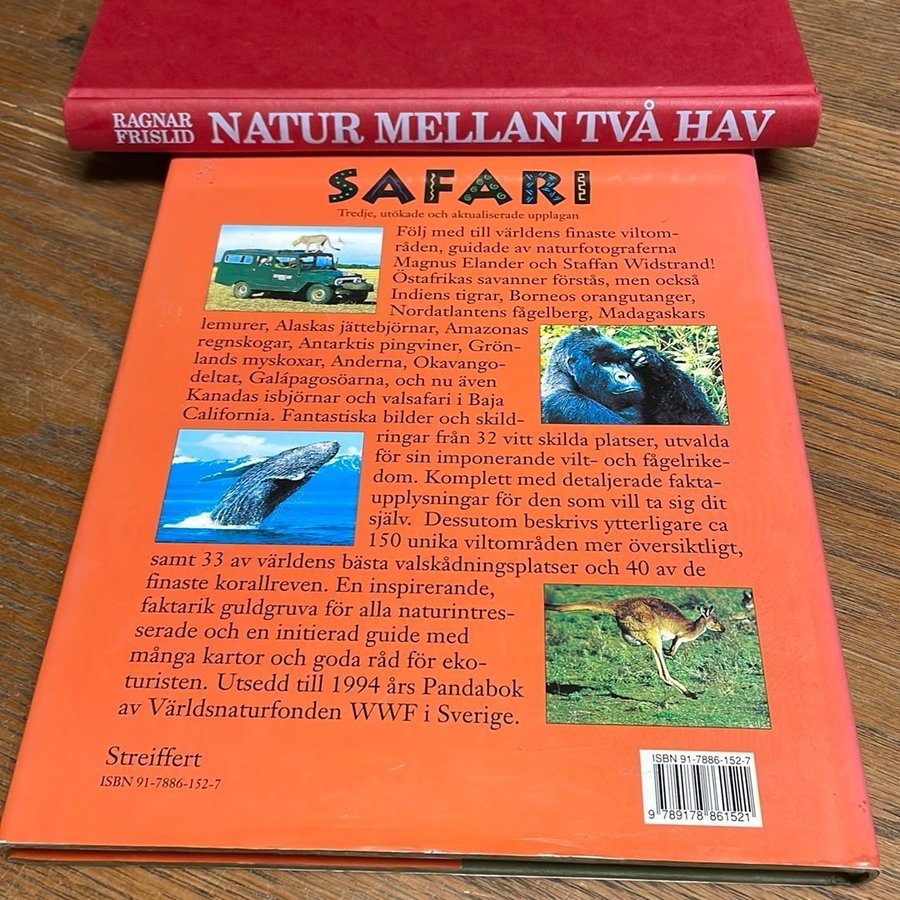 RAGNAR
FRISLID
NATUR MELLAN TVÅ HAV
SAFARI
Tredje, utökade och aktualiserade upplagan
Följ med till världens finaste viltom-
råden, guidade av naturfotograferna
Magnus Elander och Staffan Widstrand!
Östafrikas savanner förstås, men också
Indiens tigrar, Borneos orangutanger,
Nordatlantens fågelberg, Madagaskars
lemurer, Alaskas jättebjörnar, Amazonas
regnskogar, Antarktis pingviner, Grön-
lands myskoxar, Anderna, Okavango-
deltat, Galápagosöarna, och nu även
Kanadas isbjörnar och valsafari i Baja
California. Fantastiska bilder och skild-
ringar från 32 vitt skilda platser, utvalda
för sin imponerande vilt- och fågelrike-
dom. Komplett med detaljerade fakta-
upplysningar för den som vill ta sig dit
själv. Dessutom beskrivs ytterligare ca
150 unika viltområden mer översiktligt,
samt 33 av världens bästa valskådningsplatser och 40 av de
finaste korallreven. En inspirerande,
faktarik guldgruva för alla naturintres-
serade och en initierad guide med
många kartor och goda råd för eko-
turisten. Utsedd till 1994 års Pandabok
av Världsnaturfonden WWF i Sverige.
Streiffert
ISBN 91-7886-152-7
ISBN 91-7886-152-7
9 789178 861521